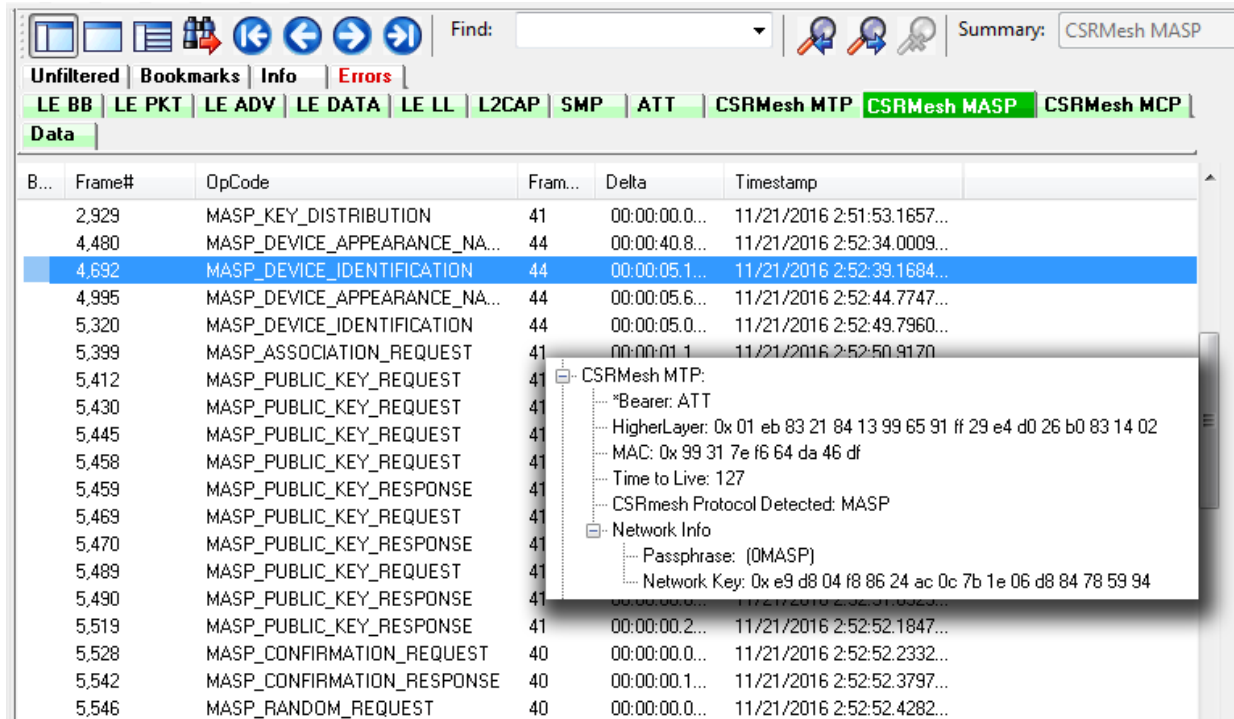 Find: Summary: CSRMesh MASP
Unfiltered Bookmarks Info Errors
LE BB LE PKT LE ADV LE DATA LE LL L2CAP SMP ATT CSRMesh MTP CSRMesh MASP CSRMesh MCP
Data
B... Frame# OpCode Fram... Delta Timestamp
2,929 MASP_KEY_DISTRIBUTION 41 00:00:00.0... 11/21/2016 2:51:53.1657...
4,480 MASP_DEVICE_APPEARANCE_NA... 44 00:00:40.8... 11/21/2016 2:52:34.0009...
4,692 MASP_DEVICE_IDENTIFICATION 44 00:00:05.1... 11/21/2016 2:52:39.1684...
4,995 MASP_DEVICE_APPEARANCE_NA... 44 00:00:05.6... 11/21/2016 2:52:44.7747...
5,320 MASP_DEVICE_IDENTIFICATION 44 00:00:05.0... 11/21/2016 2:52:49.7960...
5,399 MASP_ASSOCIATION_REQUEST 41 00:00:01.1... 11/21/2016 2:52:50.9170...
5,412 MASP_PUBLIC_KEY_REQUEST 41
5,430 MASP_PUBLIC_KEY_REQUEST 41
5,445 MASP_PUBLIC_KEY_REQUEST 41
5,458 MASP_PUBLIC_KEY_REQUEST 41
5,459 MASP_PUBLIC_KEY_RESPONSE 41
5,469 MASP_PUBLIC_KEY_REQUEST 41
5,470 MASP_PUBLIC_KEY_RESPONSE 41
5,489 MASP_PUBLIC_KEY_REQUEST 41
5,490 MASP_PUBLIC_KEY_RESPONSE 41
5,519 MASP_PUBLIC_KEY_RESPONSE 41 00:00:00.2... 11/21/2016 2:52:52.1847...
5,528 MASP_CONFIRMATION_REQUEST 40 00:00:00.0... 11/21/2016 2:52:52.2332...
5,542 MASP_CONFIRMATION_RESPONSE 40 00:00:00.1... 11/21/2016 2:52:52.3797...
5,546 MASP_RANDOM_REQUEST 40 00:00:00.0... 11/21/2016 2:52:52.4282...
CSRMesh MTP:
*Bearer: ATT
HigherLayer: 0x 01 eb 83 21 84 13 99 65 91 ff 29 e4 d0 26 b0 83 14 02
MAC: 0x 99 31 7e f6 64 da 46 df
Time to Live: 127
CSRmesh Protocol Detected: MASP
Network Info
Passphrase: (0MASP)
Network Key: 0x e9 d8 04 f8 86 24 ac 0c 7b 1e 06 d8 84 78 59 94